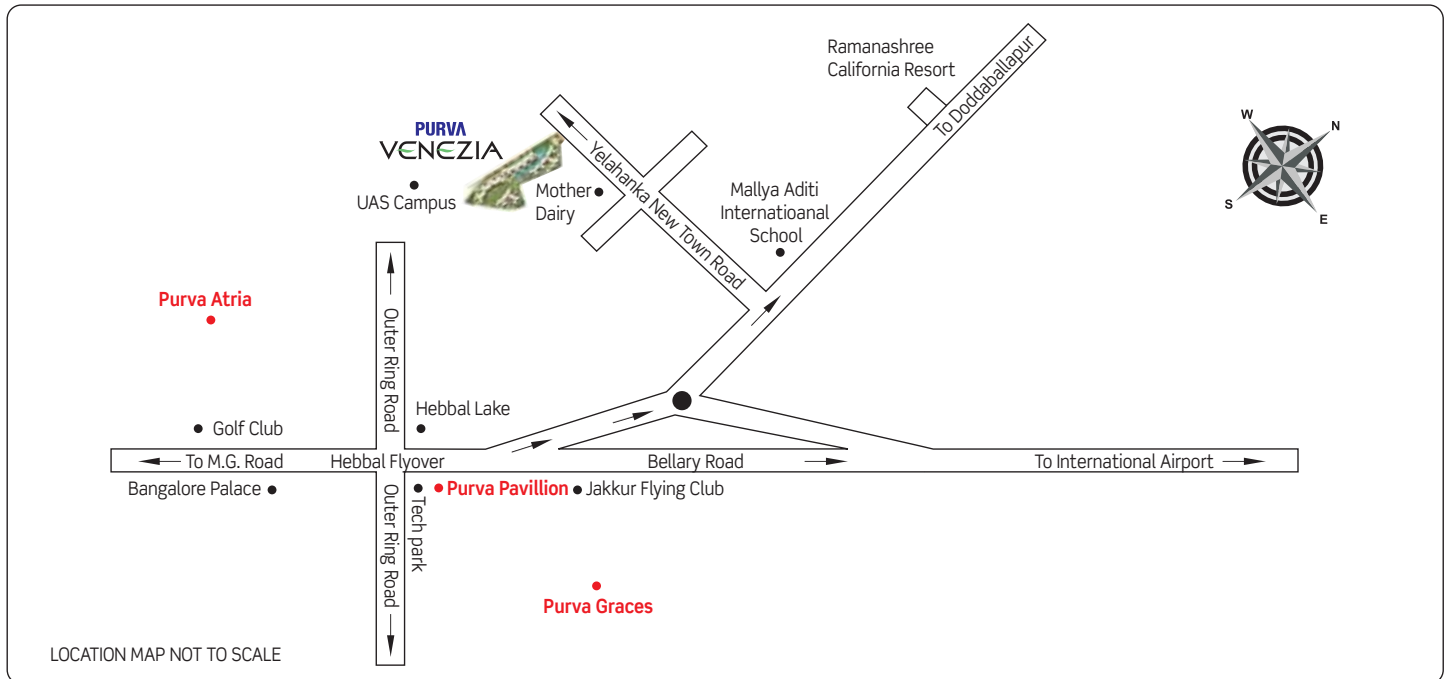 Ramanashree
California Resort
To Doddaballapur
W
N
S
E
PURVA
VENEZIA
UAS Campus
Mother
Dairy
Yelahanka New Town Road
Mallya Aditi
Internatioanal
School
Purva Atria
Outer Ring Road
Hebbal Lake
Golf Club
To M.G. Road
Hebbal Flyover
Bellary Road
To International Airport
Bangalore Palace
Tech park
Purva Pavillion
Jakkur Flying Club
Outer Ring Road
Purva Graces
LOCATION MAP NOT TO SCALE